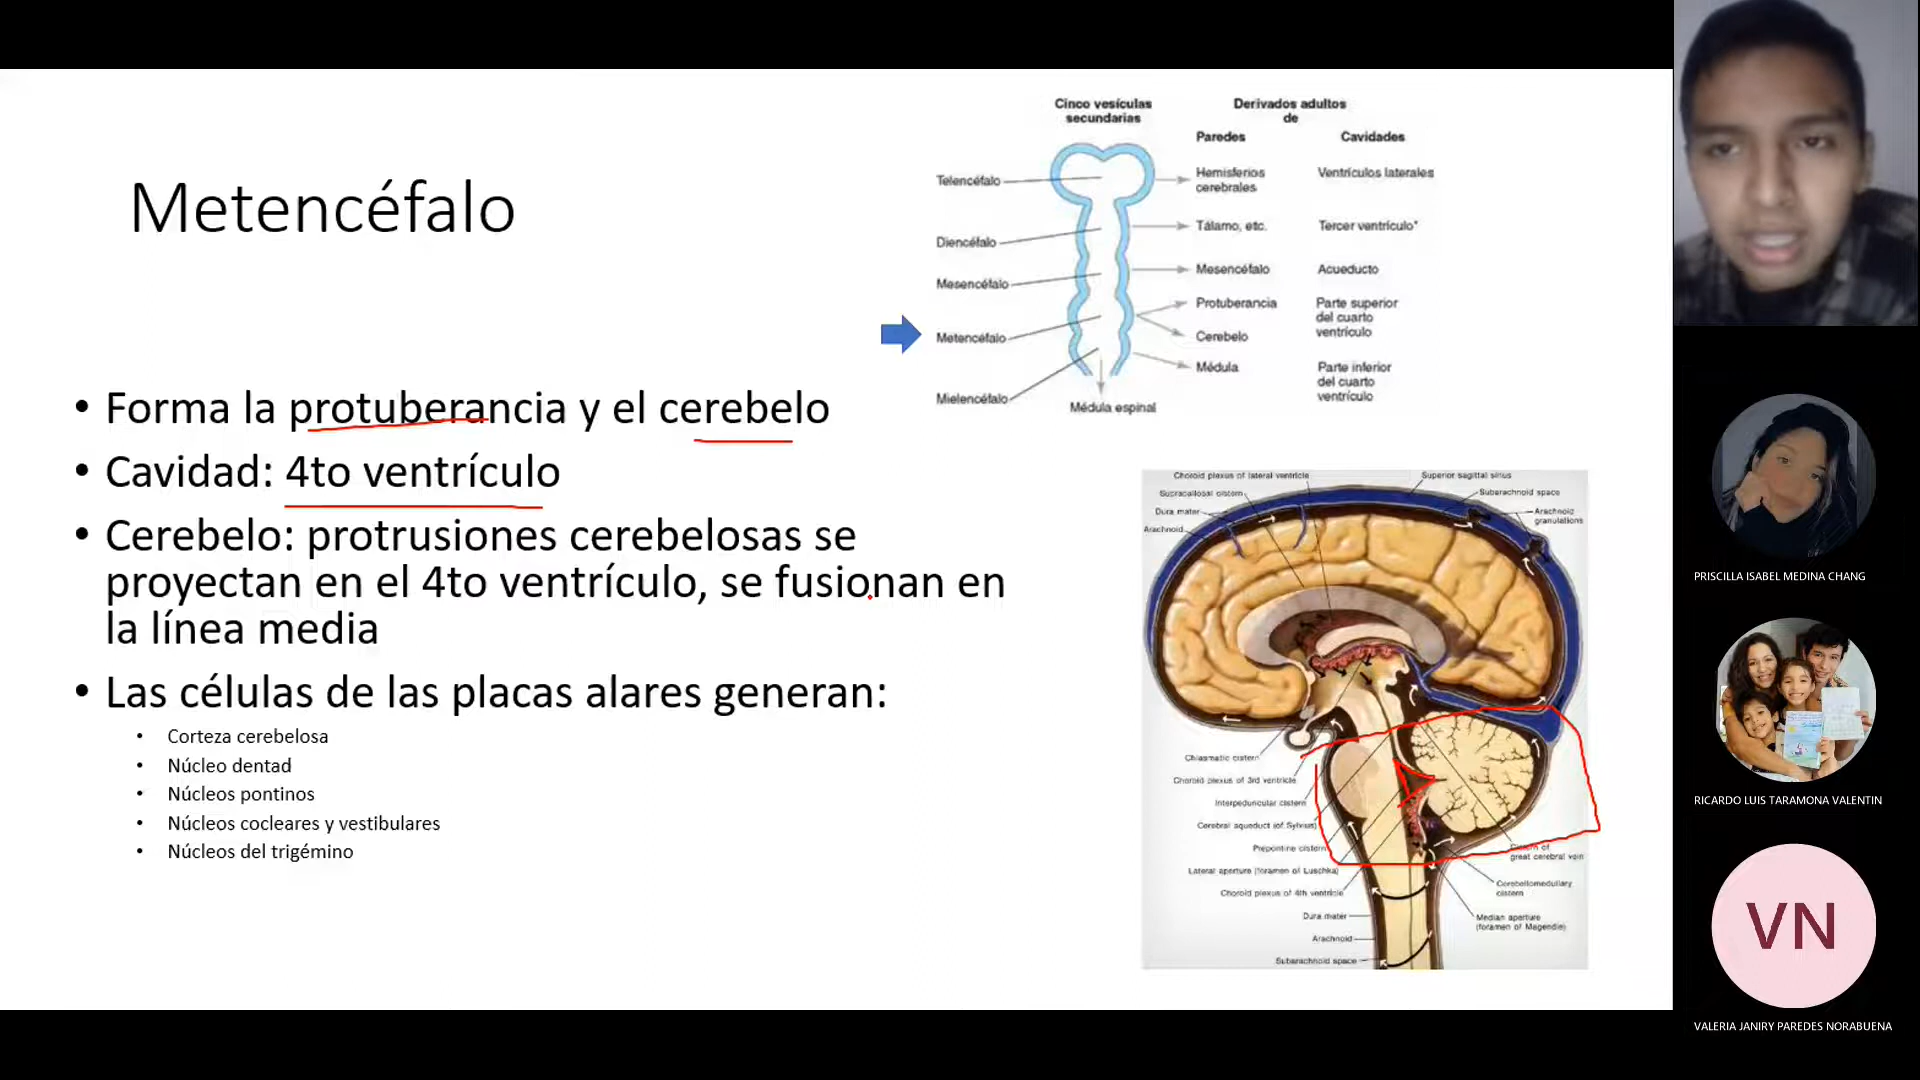 Metencéfalo
Cinco vesículas
secundarias
Derivados adultos
de
Paredes
Cavidades
Telencéfalo
Hemisferios
cerebrales
Ventrículos laterales
Diencéfalo
Tálamo, etc.
Tercer ventrículo*
Mesencéfalo
Mesencéfalo
Acueducto
Metencéfalo
Protuberancia
Cerebelo
Parte superior
del cuarto
ventrículo
Mielencéfalo
Médula
Parte inferior
del cuarto
ventrículo
Médula espinal
• Forma la protuberancia y el cerebelo
• Cavidad: 4to ventrículo
• Cerebelo: protrusiones cerebelosas se
proyectan en el 4to ventrículo, se fusionan en
la línea media
• Las células de las placas alares generan:
• Corteza cerebelosa
• Núcleo dentad
• Núcleos pontinos
• Núcleos cocleares y vestibulares
• Núcleos del trigémino
Choroid plexus of lateral ventricle
Supracallosal cistern
Dura mater
Arachnoid
Superior sagittal sinus
Subarachnoid space
Arachnoid
granulations
Chiasmatic cistern
Choroid plexus of 3rd ventricle
Interpeduncular cistern
Cerebral aqueduct (of Sylvius)
Prepontine cistern
Lateral aperture (foramen of Luschka)
Choroid plexus of 4th ventricle
Dura mater
Arachnoid
Subarachnoid space
Cistern of
great cerebral vein
Cerebellomedullary
cistern
Median aperture
(foramen of Magendie)
PRISCILLA ISABEL MEDINA CHANG
RICARDO LUIS TARAMONA VALENTIN
VN
VALERIA JANIRY PAREDES NORABUENA